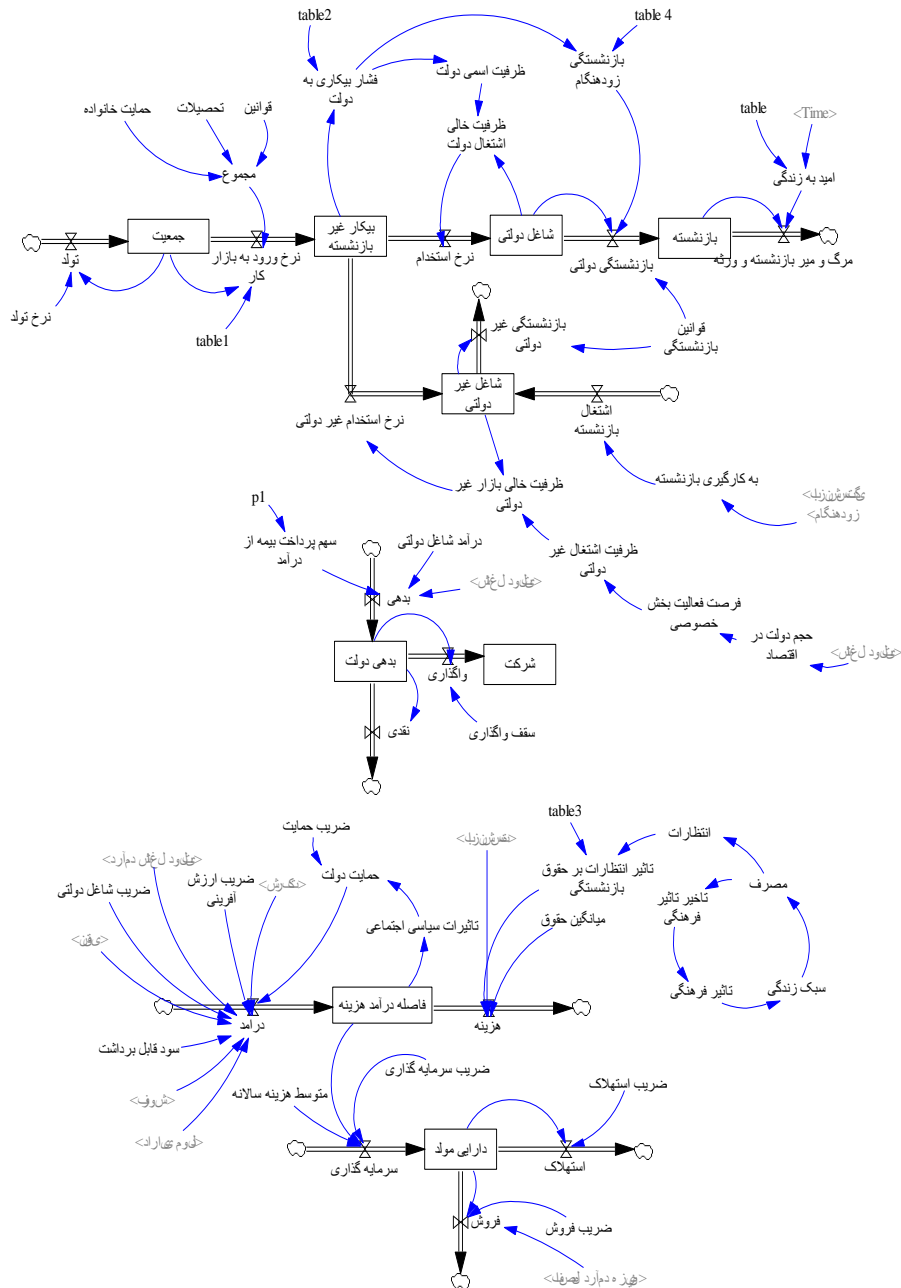 table2
table 4
فشار بیکاری به
دولت
ظرفیت اسمی دولت
بازنشستگی
زودهنگام
حمایت خانواده
تحصیلات
قوانین
ظرفیت خالی
اشتغال دولت
table
<Time>
مجموع
امید به زندگی
جمعیت
بیکار غیر
بازنشسته
شاغل دولتی
بازنشسته
تولد
نرخ ورود به بازار
کار
نرخ استخدام
بازنشستگی دولتی
مرگ و میر بازنشسته و ورثه
نرخ تولد
table1
بازنشستگی غیر
دولتی
قوانین
بازنشستگی
شاغل غیر
دولتی
نرخ استخدام غیر دولتی
اشتغال
بازنشسته
ظرفیت خالی بازار غیر
دولتی
به کارگیری بازنشسته
زودهنگام>
p1
سهم پرداخت بیمه از
درآمد
درآمد شاغل دولتی
ظرفیت اشتغال غیر
دولتی
بدهی
فرصت فعالیت بخش
خصوصی
حجم دولت در
اقتصاد
بدهی دولت
واگذاری
شرکت
نقدی
سقف واگذاری
ضریب حمایت
table3
انتظارات
ضریب شاغل دولتی
ضریب ارزش
آفرینی
حمایت دولت
تاثیر انتظارات بر حقوق
بازنشستگی
مصرف
تاخیر تاثیر
فرهنگی
تاثیرات سیاسی اجتماعی
میانگین حقوق
تاثیر فرهنگی
سبک زندگی
فاصله درآمد هزینه
درامد
هزینه
سود قابل برداشت
متوسط هزینه سالانه
ضریب سرمایه گذاری
ضریب استهلاک
سرمایه گذاری
دارایی مولد
استهلاک
فروش
ضریب فروش